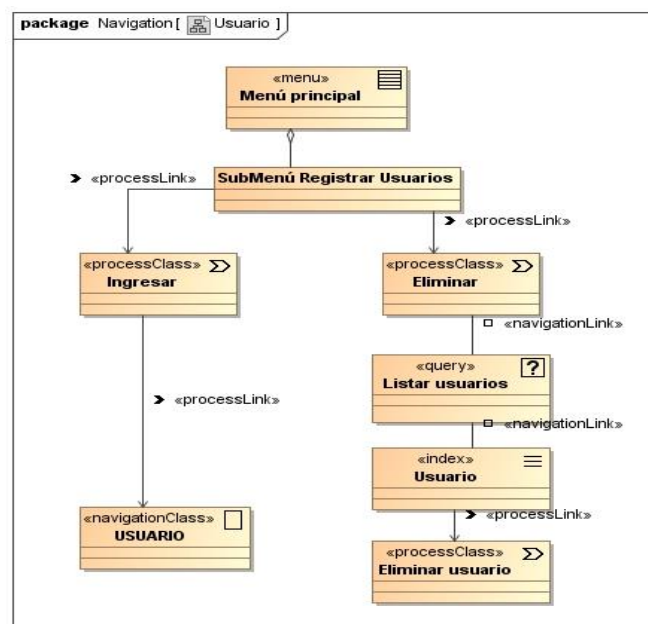 package Navigation[ Usuario ]
«menu»
Menú principal
«processLink»
SubMenú Registrar Usuarios
«processLink»
«processClass»
Ingresar
«processClass»
Eliminar
«navigationLink»
«query»
?
Listar usuarios
«processLink»
«navigationLink»
«index»
Usuario
«processLink»
«navigationClass»
USUARIO
«processClass»
Eliminar usuario